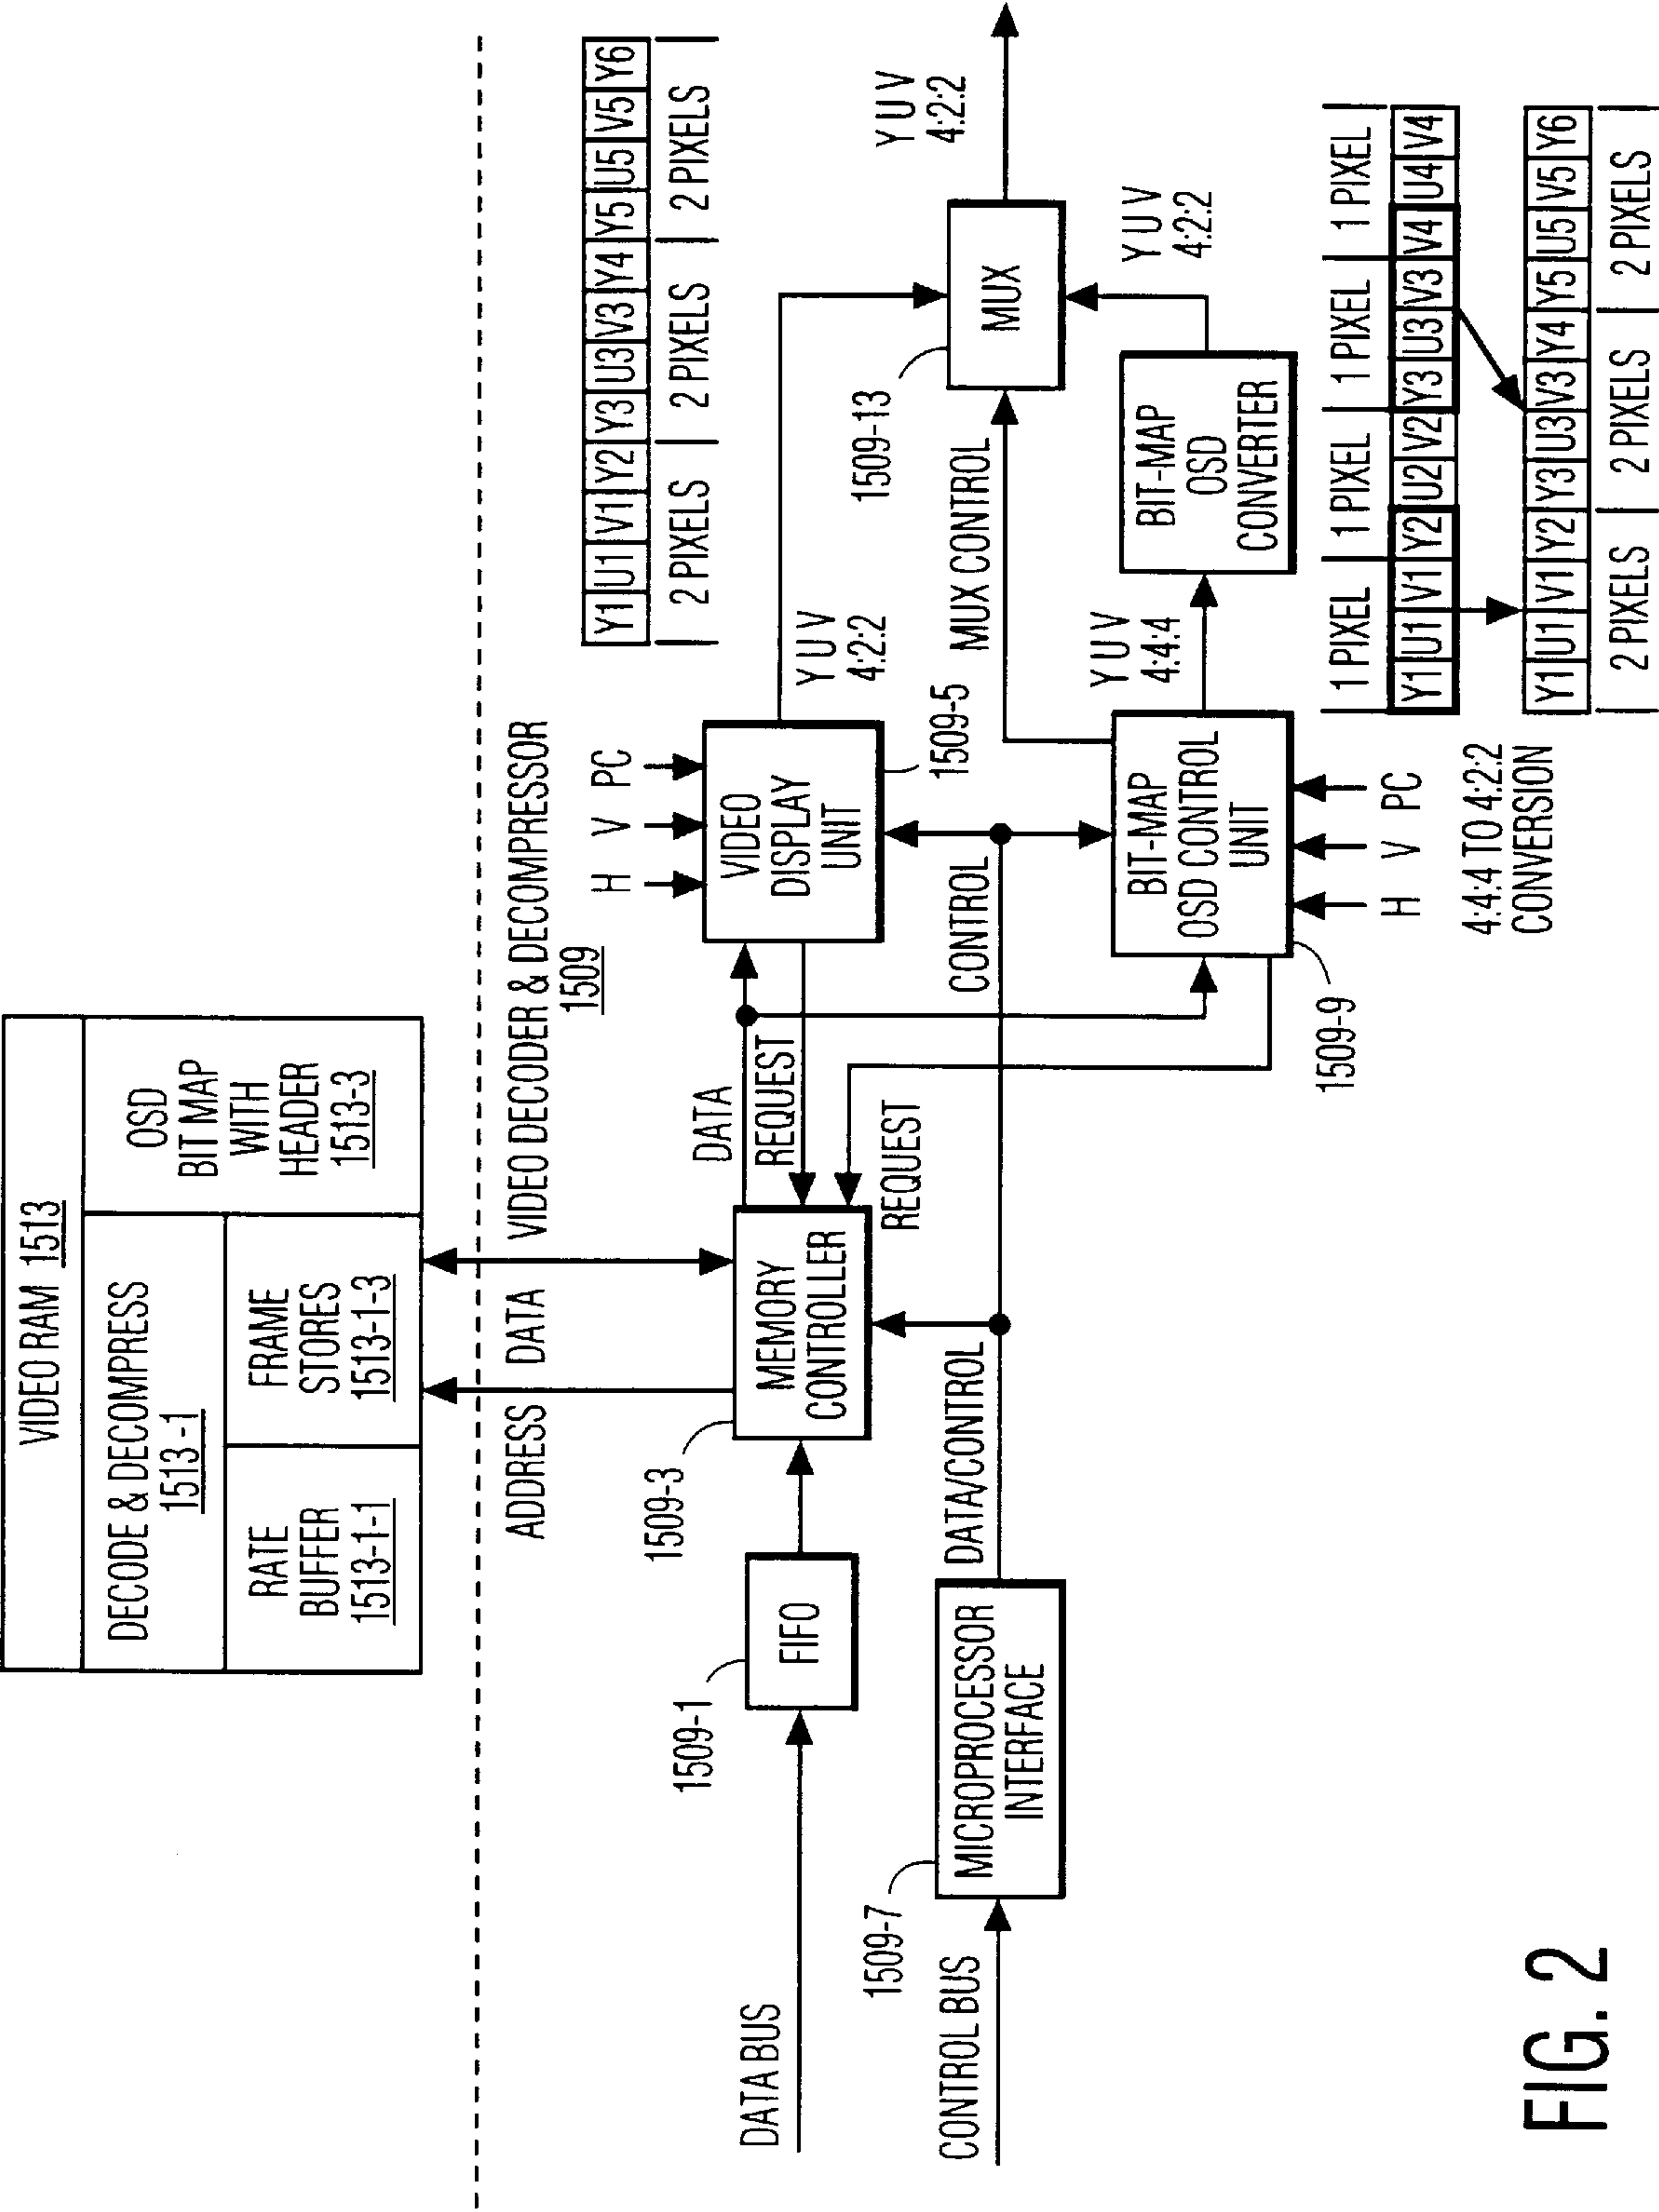 VIDEO RAM 1513
DECODE & DECOMPRESS
1513-1
RATE
BUFFER
1513-1-1
FRAME
STORES
1513-1-3
OSD
BIT MAP
WITH
HEADER
1513-3
ADDRESS
DATA
VIDEO DECODER & DECOMPRESSOR
1509
Y1 U1 V1 Y2 Y3 U3 V3 Y4 Y5 U5 V5 Y6
2 PIXELS
2 PIXELS
2 PIXELS
DATA BUS
1509-1
FIFO
1509-3
MEMORY
CONTROLLER
DATA
REQUEST
REQUEST
H V PC
VIDEO
DISPLAY
UNIT
1509-5
Y U V
4:2:2
1509-13
MUX
Y U V
4:2:2
CONTROL BUS
1509-7
MICROPROCESSOR
INTERFACE
DATA/CONTROL
CONTROL
MUX CONTROL
BIT-MAP
OSD CONTROL
UNIT
1509-9
H V PC
Y U V
4:4:4
BIT-MAP
OSD
CONVERTER
Y U V
4:2:2
4:4:4 TO 4:2:2
CONVERSION
1 PIXEL
1 PIXEL
1 PIXEL
1 PIXEL
Y1 U1 V1 Y2 U2 V2 Y3 U3 V3 V4 U4 V4
Y1 U1 V1 Y2 Y3 U3 V3 Y4 Y5 U5 V5 Y6
2 PIXELS
2 PIXELS
2 PIXELS
FIG. 2